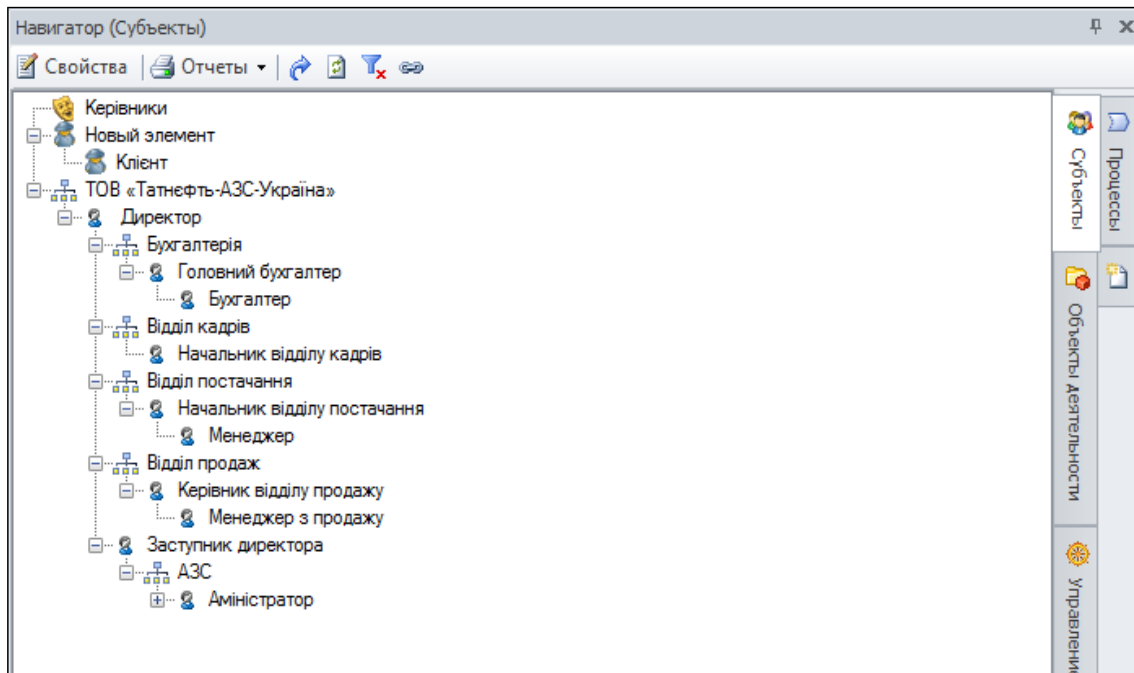 Навигатор (Субъекты)
Свойства Отчеты
Керівники
Новый элемент
Клієнт
ТОВ «Татнєфть-АЗС-Україна»
Директор
Бухгалтерія
Головний бухгалтер
Бухгалтер
Відділ кадрів
Начальник відділу кадрів
Відділ постачання
Начальник відділу постачання
Менеджер
Відділ продаж
Керівник відділу продажу
Менеджер з продажу
Заступник директора
АЗС
Аміністратор
Субъекты
Процессы
Объекты деятельности
Управление